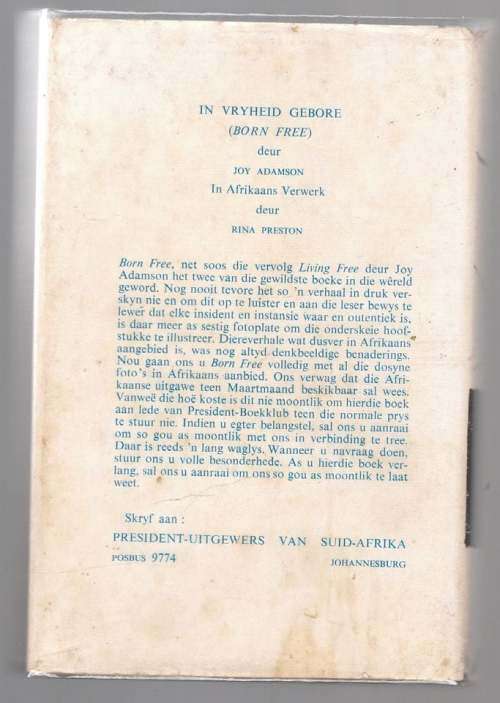 IN VRYHEID GEBORE
(BORN FREE)
deur
JOY ADAMSON
In Afrikaans Verwerk
deur
RINA PRESTON
Born Free, net soos die vervolg Living Free deur Joy
Adamson het twee van die gewildste boeke in die wêreld
geword. Nog nooit tevore het so 'n verhaal in druk ver-
skyn nie en om dit op te luister en aan die leser bewys te
lewer dat elke insident en instansie waar en outentiek is,
is daar meer as sestig fotoplate om die onderskeie hoof-
stukke te illustreer. Diereverhale wat dusver in Afrikaans
aangebied is, was nog altyd denkbeeldige benaderings.
Nou gaan ons u Born Free volledig met al die dosyne
foto's in Afrikaans aanbied. Ons verwag dat die Afri-
kaanse uitgawe teen Maartmaand beskikbaar sal wees.
Vanweë die hoë koste is dit nie moontlik om hierdie boek
aan lede van President-Boekklub teen die normale prys
te stuur nie. Indien u egter belangstel, sal ons u aanraai
om so gou as moontlik met ons in verbinding te tree.
Daar is reeds 'n lang waglys. Wanneer u navraag doen,
stuur ons u volle besonderhede. As u hierdie boek ver-
lang, sal ons u aanraai om ons so gou as moontlik te laat
weet.
Skryf aan :
PRESIDENT-UITGEWERS VAN SUID-AFRIKA
POSBUS 9774 JOHANNESBURG